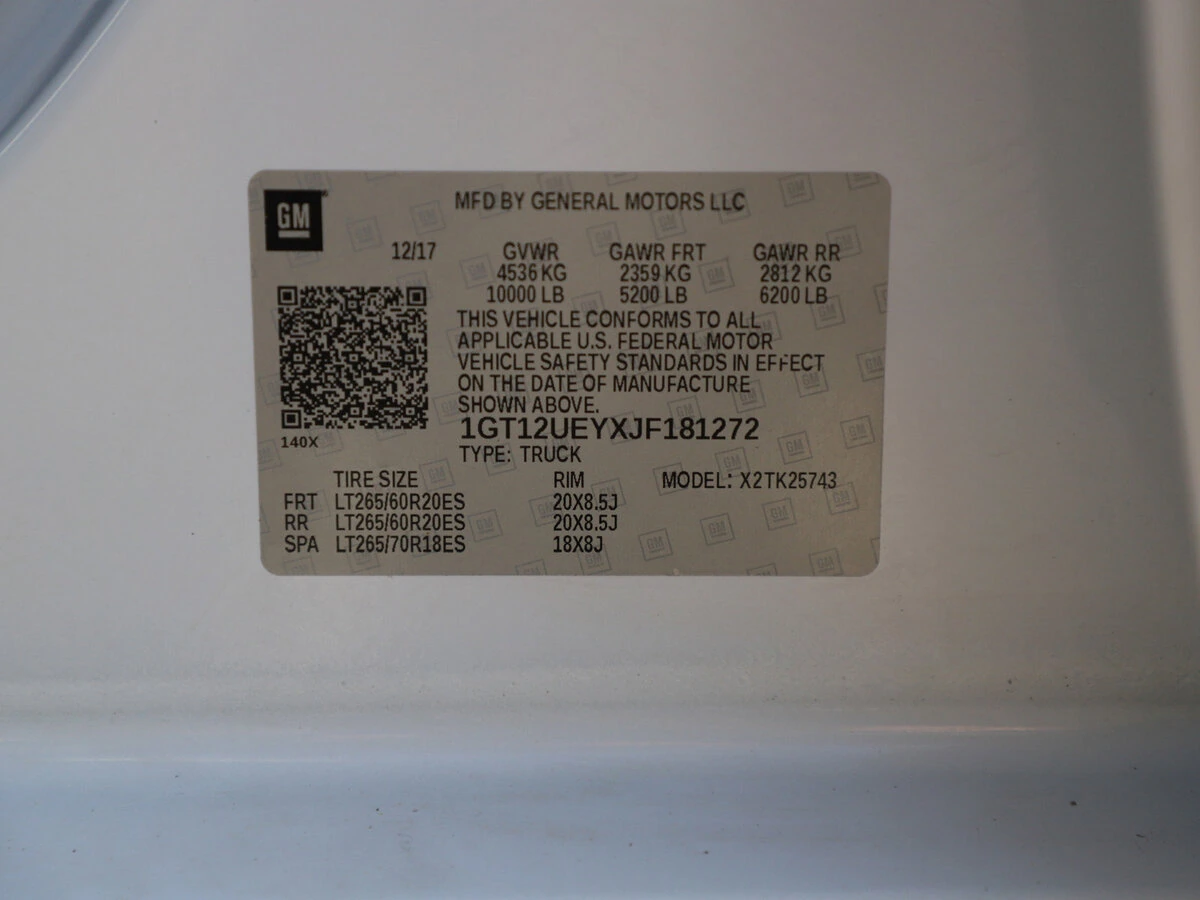 GM
MFD BY GENERAL MOTORS LLC
12/17 GVWR GAWR FRT GAWR RR
4536 KG 2359 KG 2812 KG
10000 LB 5200 LB 6200 LB
THIS VEHICLE CONFORMS TO ALL
APPLICABLE U.S. FEDERAL MOTOR
VEHICLE SAFETY STANDARDS IN EFFECT
ON THE DATE OF MANUFACTURE
SHOWN ABOVE.
140X
1GT12UEYXJF181272
TYPE: TRUCK
TIRE SIZE RIM MODEL: X2TK25743
FRT LT265/60R20ES 20X8.5J
RR LT265/60R20ES 20X8.5J
SPA LT265/70R18ES 18X8J